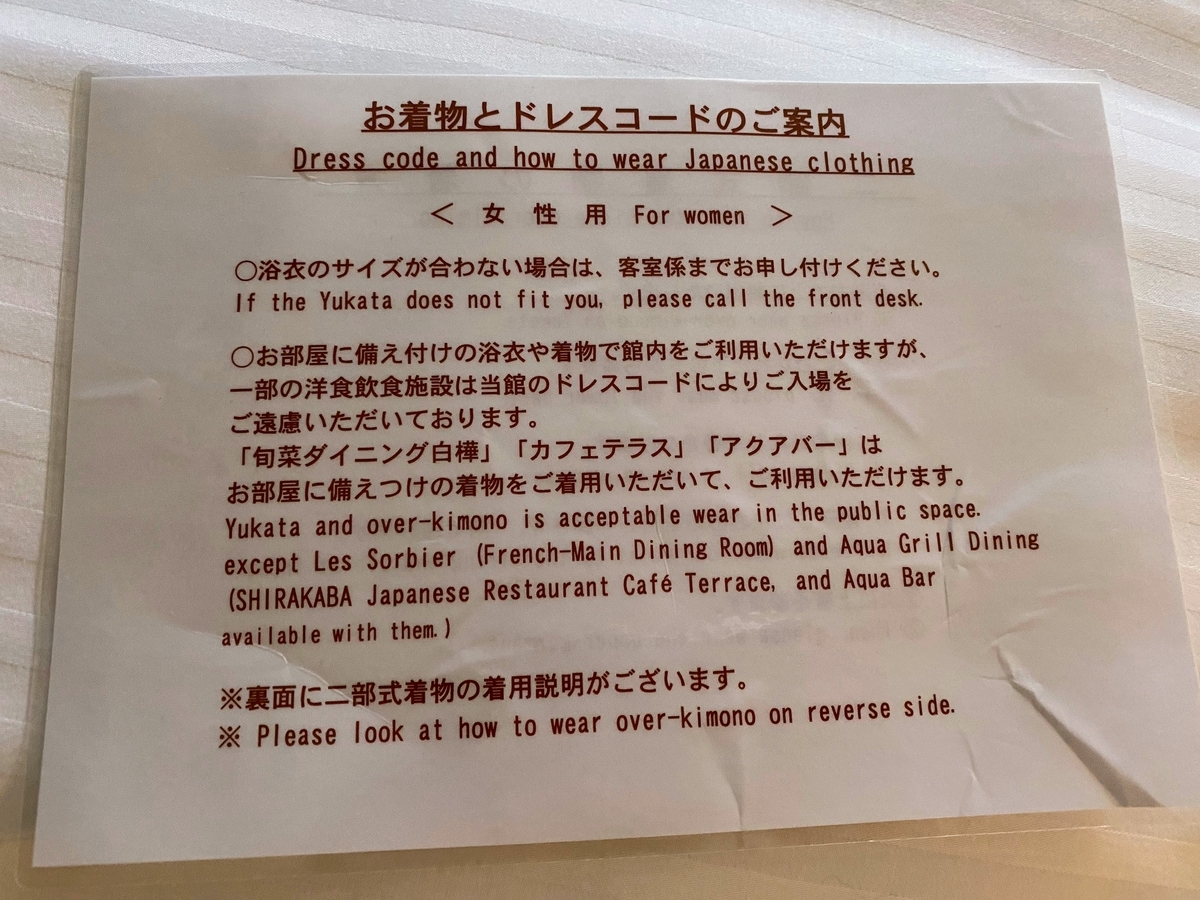 お着物とドレスコードのご案内
Dress code and how to wear Japanese clothing
＜ 女 性 用 For women ＞
○浴衣のサイズが合わない場合は、客室係までお申し付けください。
If the Yukata does not fit you, please call the front desk.
○お部屋に備え付けの浴衣や着物で館内をご利用いただけますが、
一部の洋食飲食施設は当館のドレスコードによりご入場を
ご遠慮いただいております。
「旬菜ダイニング白樺」「カフェテラス」「アクアバー」は
お部屋に備えつけの着物をご着用いただいて、ご利用いただけます。
Yukata and over-kimono is acceptable wear in the public space.
except Les Sorbier (French-Main Dining Room) and Aqua Grill Dining
(SHIRAKABA Japanese Restaurant Café Terrace, and Aqua Bar
available with them.)
※裏面に二部式着物の着用説明がございます。
※ Please look at how to wear over-kimono on reverse side.